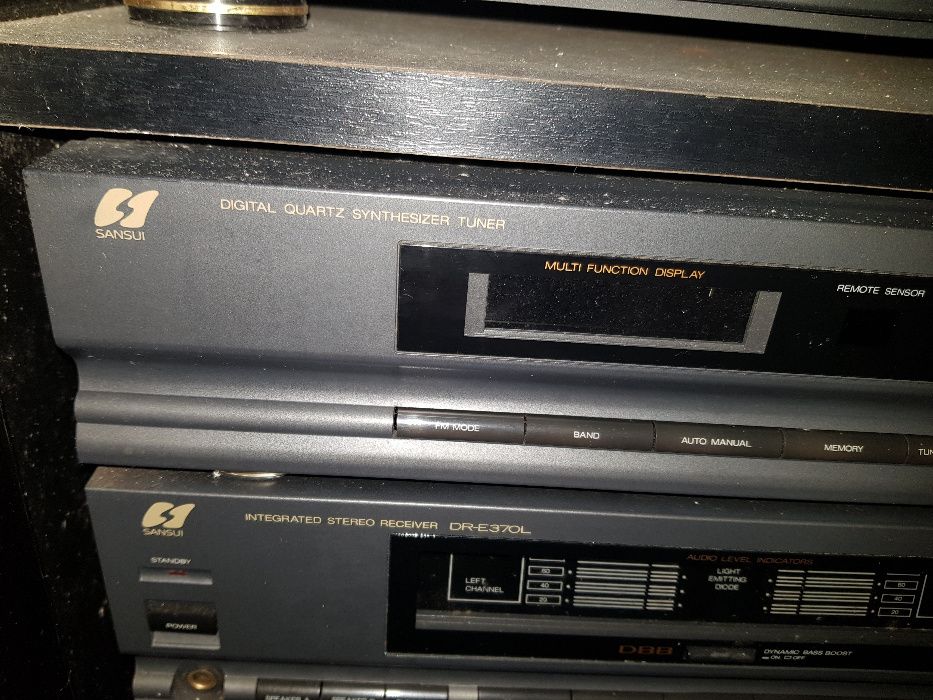 SANSUI
DIGITAL QUARTZ SYNTHESIZER TUNER
MULTI FUNCTION DISPLAY
REMOTE SENSOR
FM MODE
BAND
AUTO MANUAL
MEMORY
TUN
SANSUI
INTEGRATED STEREO RECEIVER DR-E370L
STANDBY
POWER
AUDIO LEVEL INDICATORS
LEFT
CHANNEL
60
40
20
LIGHT
EMITTING
DIODE
60
40
20
DBB
DYNAMIC BASS BOOST
ON OFF
SPEAKER A